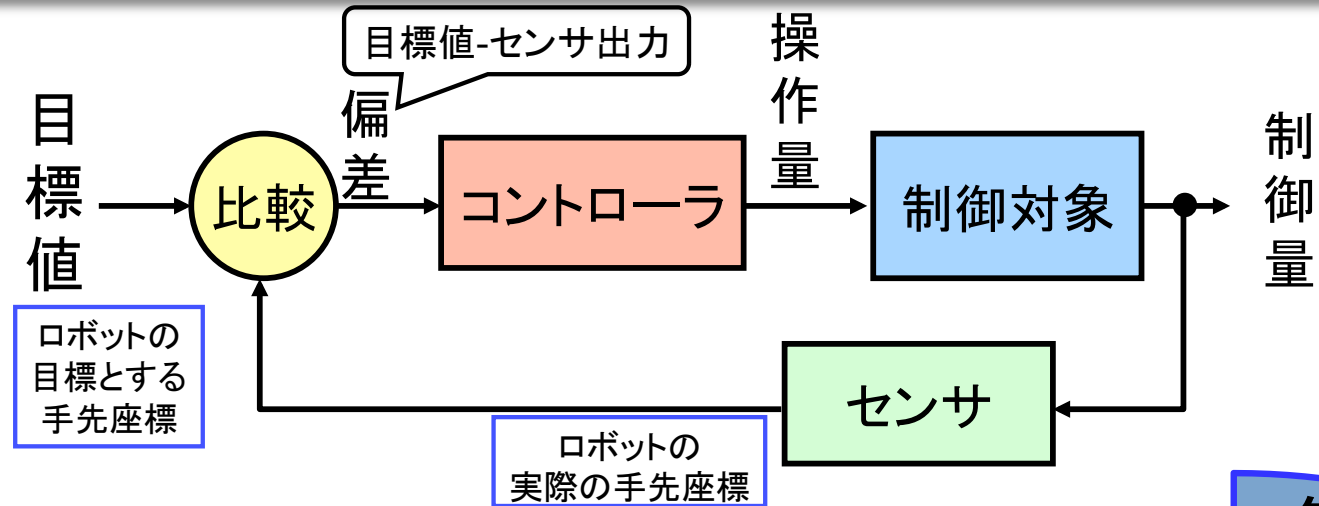 目標値-センサ出力
目標値
比較
偏差
コントローラ
操作量
制御対象
制御量
センサ
ロボットの
目標とする
手先座標
ロボットの
実際の手先座標